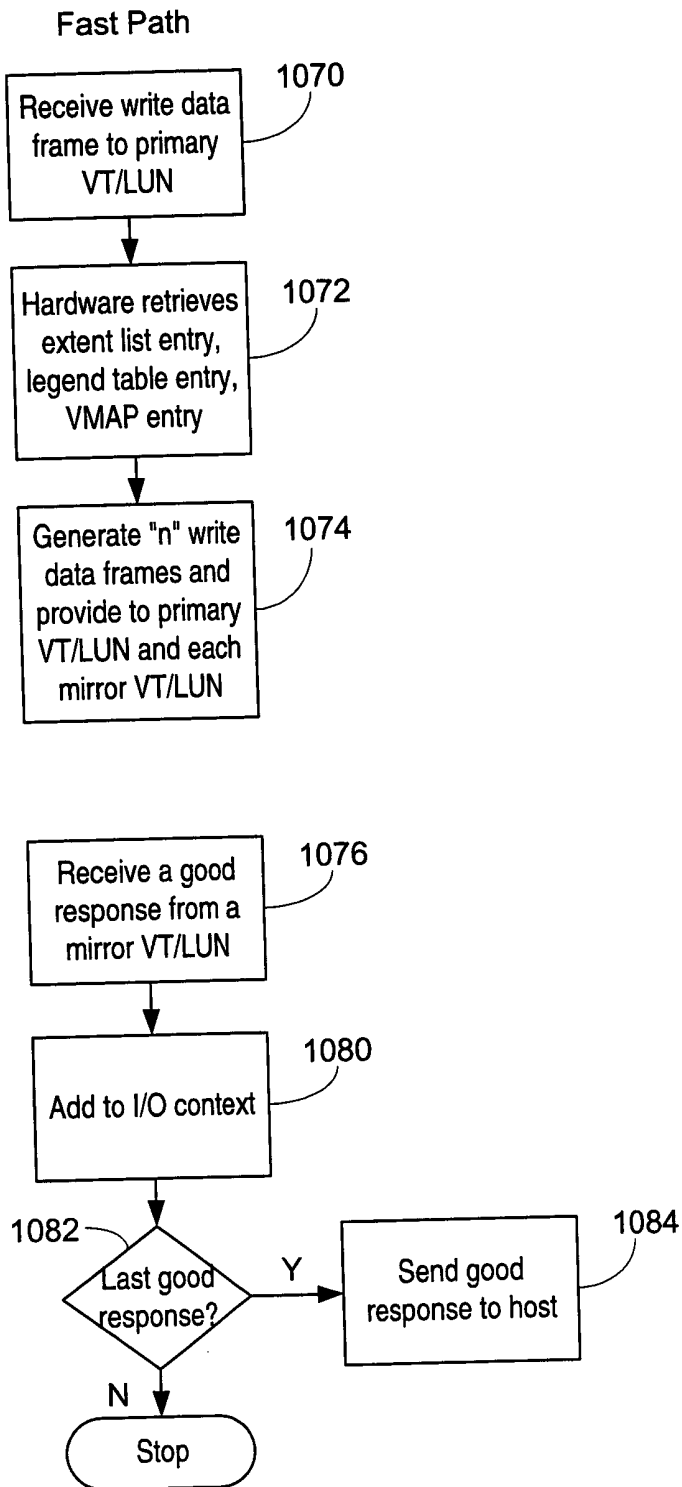 Fast Path
1070
Receive write data
frame to primary
VT/LUN
1072
Hardware retrieves
extent list entry,
legend table entry,
VMAP entry
1074
Generate "n" write
data frames and
provide to primary
VT/LUN and each
mirror VT/LUN
1076
Receive a good
response from a
mirror VT/LUN
1080
Add to I/O context
1082
Last good
response?
Y
1084
Send good
response to host
N
Stop